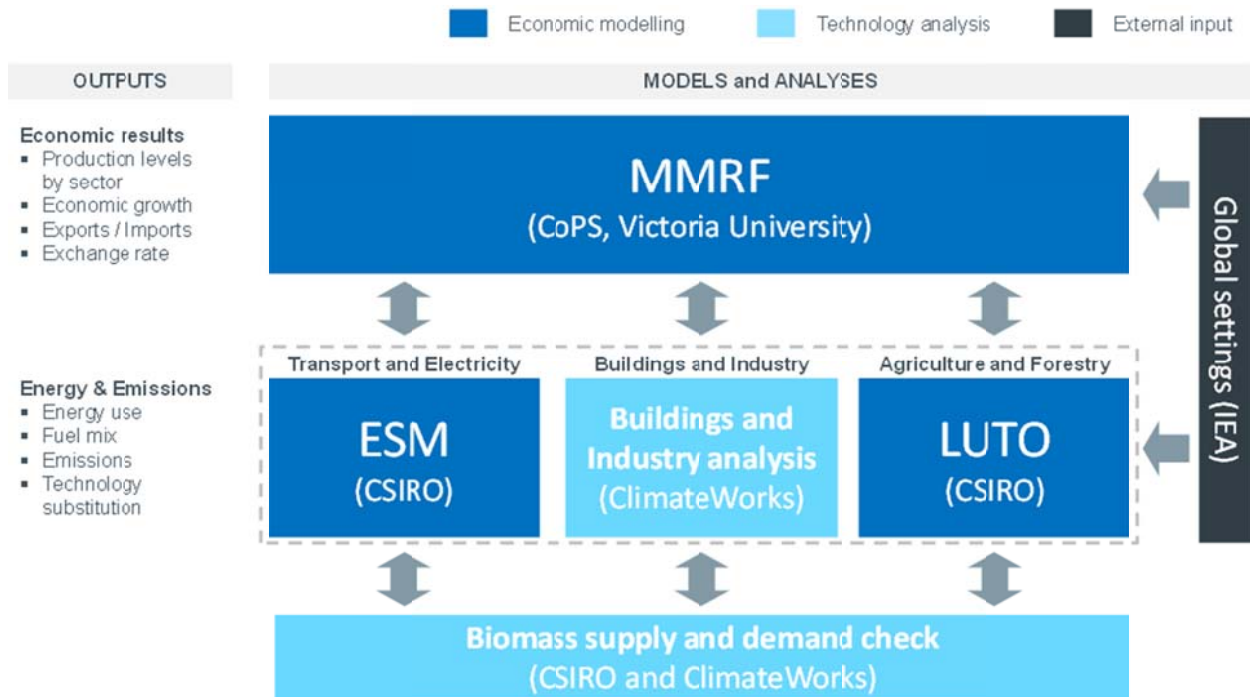 Economic modelling
Technology analysis
External input
OUTPUTS
MODELS and ANALYSES
Economic results
▪ Production levels
by sector
▪ Economic growth
▪ Exports / Imports
▪ Exchange rate
MMRF
(CoPS, Victoria University)
Global settings (IEA)
Energy & Emissions
▪ Energy use
▪ Fuel mix
▪ Emissions
▪ Technology
substitution
Transport and Electricity
ESM
(CSIRO)
Buildings and Industry
Buildings and
Industry analysis
(ClimateWorks)
Agriculture and Forestry
LUTO
(CSIRO)
Biomass supply and demand check
(CSIRO and ClimateWorks)